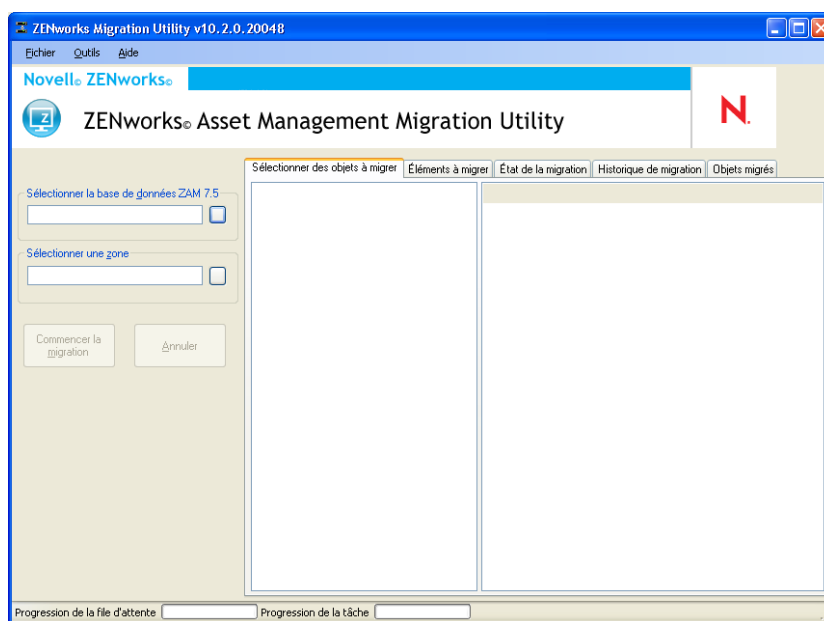 ZENworks Migration Utility v10.2.0.20048
Fichier Outils Aide
Novell© ZENworks©
ZENworks© Asset Management Migration Utility
N.
Sélectionner des objets à migrer Éléments à migrer État de la migration Historique de migration Objets migrés
Sélectionner la base de données ZAM 7.5
Sélectionner une zone
Commencer la
migration
Annuler
Progression de la file d'attente Progression de la tâche